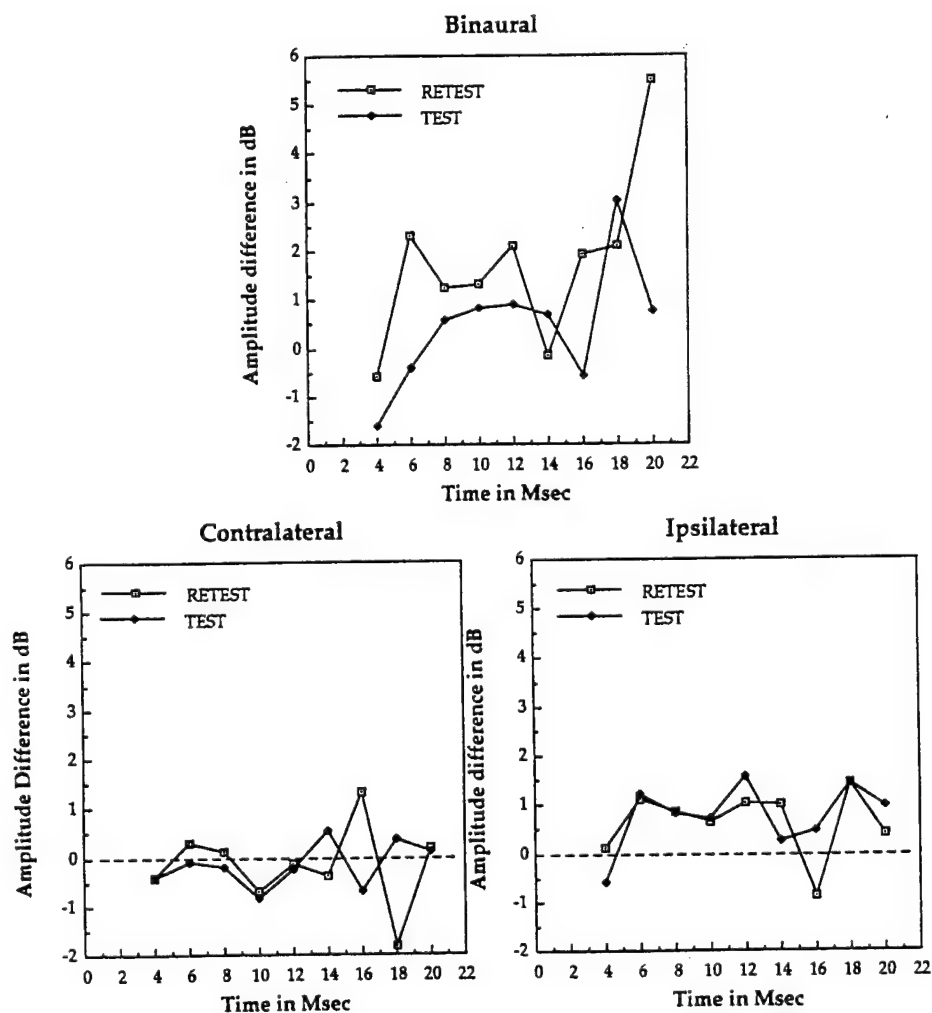 Binaural
6
5
4
3
2
1
0
-1
-2
Amplitude difference in dB
RETEST
TEST
0 2 4 6 8 10 12 14 16 18 20 22
Time in Msec
Contralateral
6
5
4
3
2
1
0
-1
-2
Amplitude Difference in dB
RETEST
TEST
0 2 4 6 8 10 12 14 16 18 20 22
Time in Msec
Ipsilateral
6
5
4
3
2
1
0
-1
-2
Amplitude difference in dB
RETEST
TEST
0 2 4 6 8 10 12 14 16 18 20 22
Time in Msec